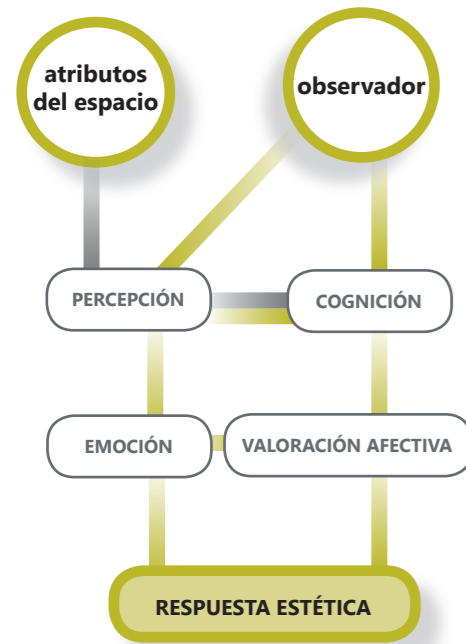 atributos
del espacio
observador
PERCEPCIÓN
COGNICIÓN
EMOCIÓN
VALORACIÓN AFECTIVA
RESPUESTA ESTÉTICA